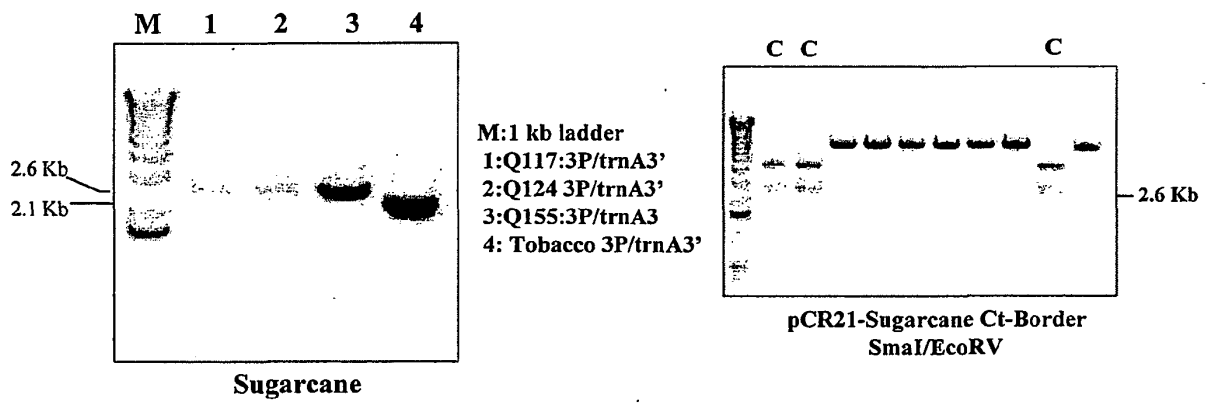 M 1 2 3 4
2.6 Kb
2.1 Kb
Sugarcane
M:1 kb ladder
1:Q117:3P/trnA3'
2:Q124 3P/trnA3'
3:Q155:3P/trnA3
4: Tobacco 3P/trnA3'
C C C
2.6 Kb
pCR21-Sugarcane Ct-Border
SmaI/EcoRV